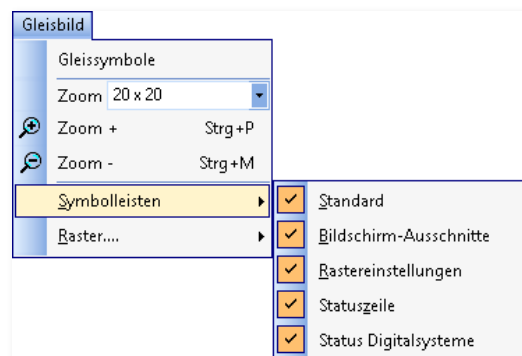 Gleisbild
Gleissymbole
Zoom 20 x 20
Zoom + Strg+P
Zoom - Strg+M
Symbolleisten
Raster....
Standard
Bildschirm-Ausschnitte
Rastereinstellungen
Statuszeile
Status Digitalsysteme